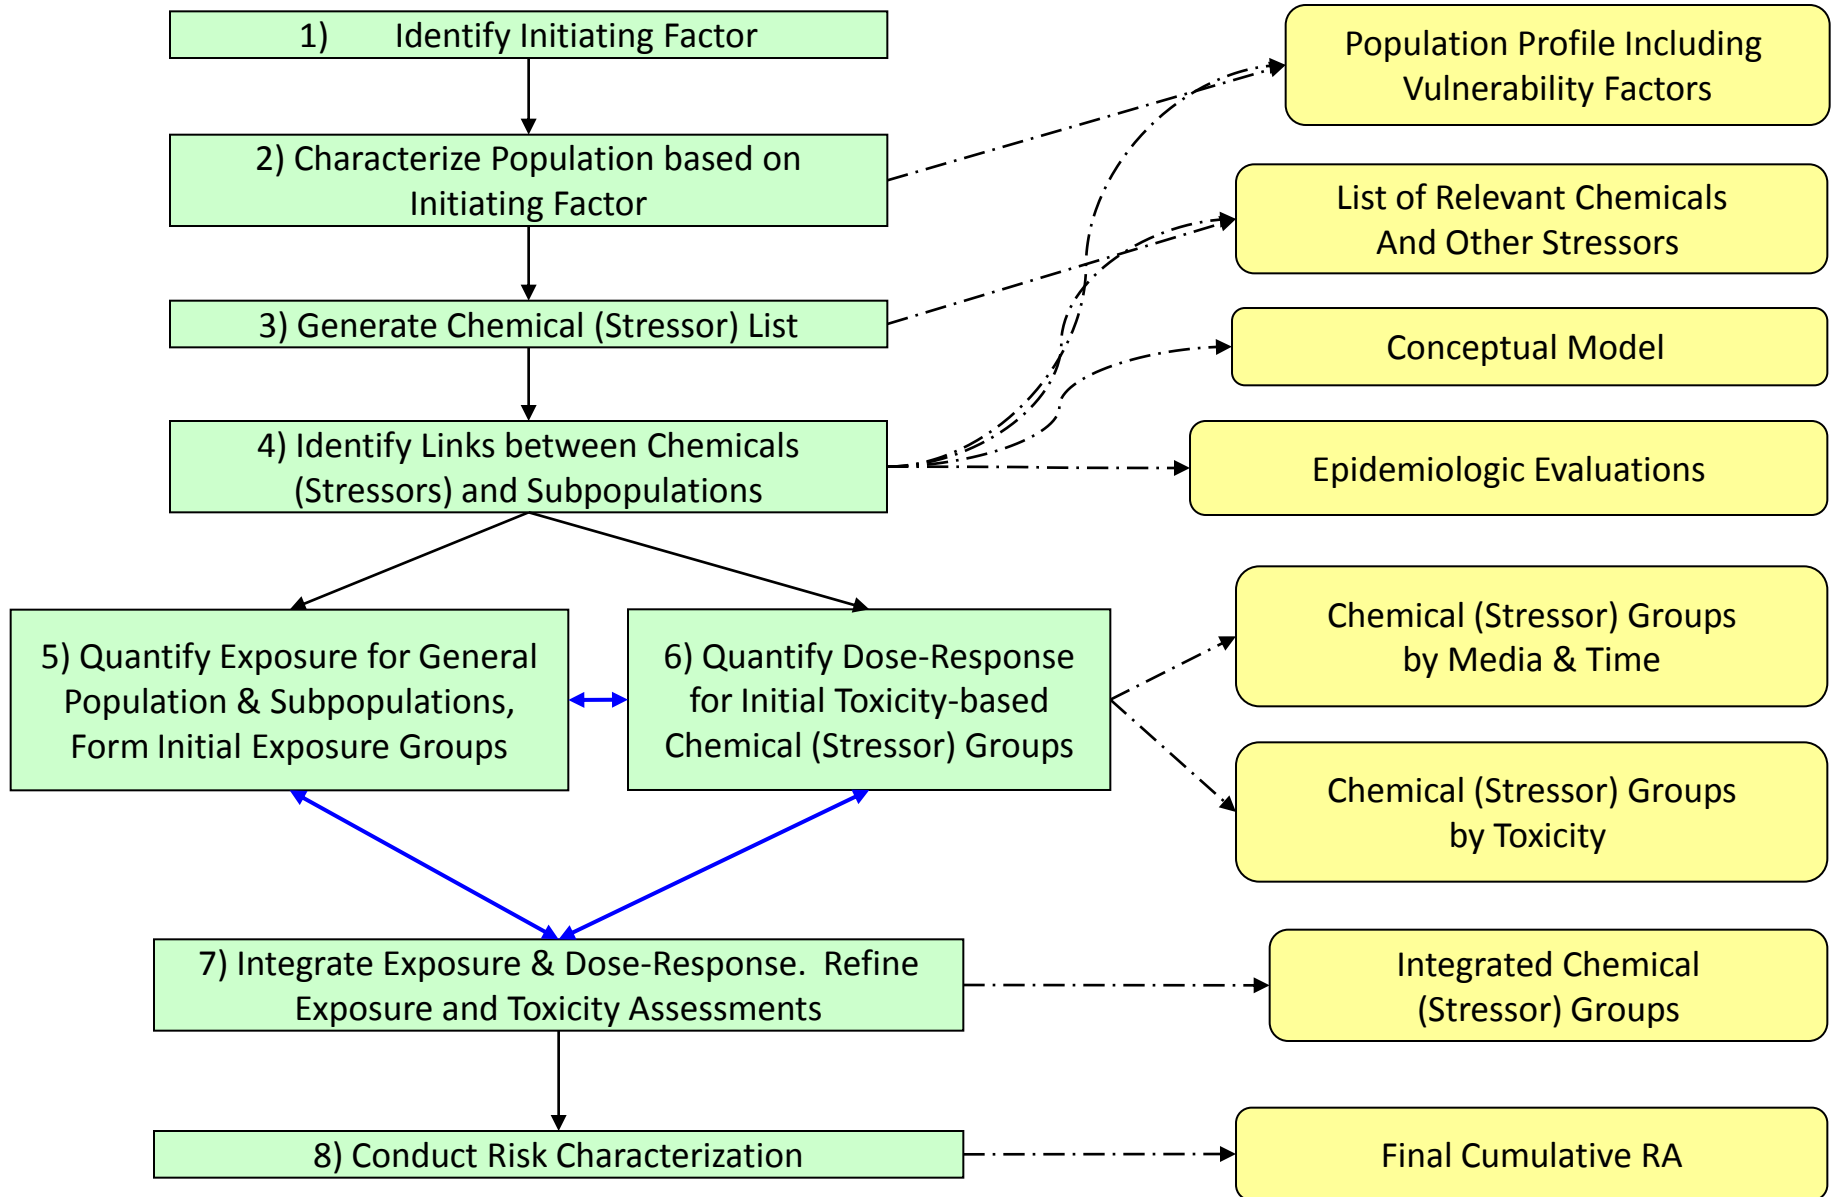 1) Identify Initiating Factor
2) Characterize Population based on
Initiating Factor
3) Generate Chemical (Stressor) List
4) Identify Links between Chemicals
(Stressors) and Subpopulations
5) Quantify Exposure for General
Population & Subpopulations,
Form Initial Exposure Groups
6) Quantify Dose-Response
for Initial Toxicity-based
Chemical (Stressor) Groups
7) Integrate Exposure & Dose-Response. Refine
Exposure and Toxicity Assessments
8) Conduct Risk Characterization
Population Profile Including
Vulnerability Factors
List of Relevant Chemicals
And Other Stressors
Conceptual Model
Epidemiologic Evaluations
Chemical (Stressor) Groups
by Media & Time
Chemical (Stressor) Groups
by Toxicity
Integrated Chemical
(Stressor) Groups
Final Cumulative RA